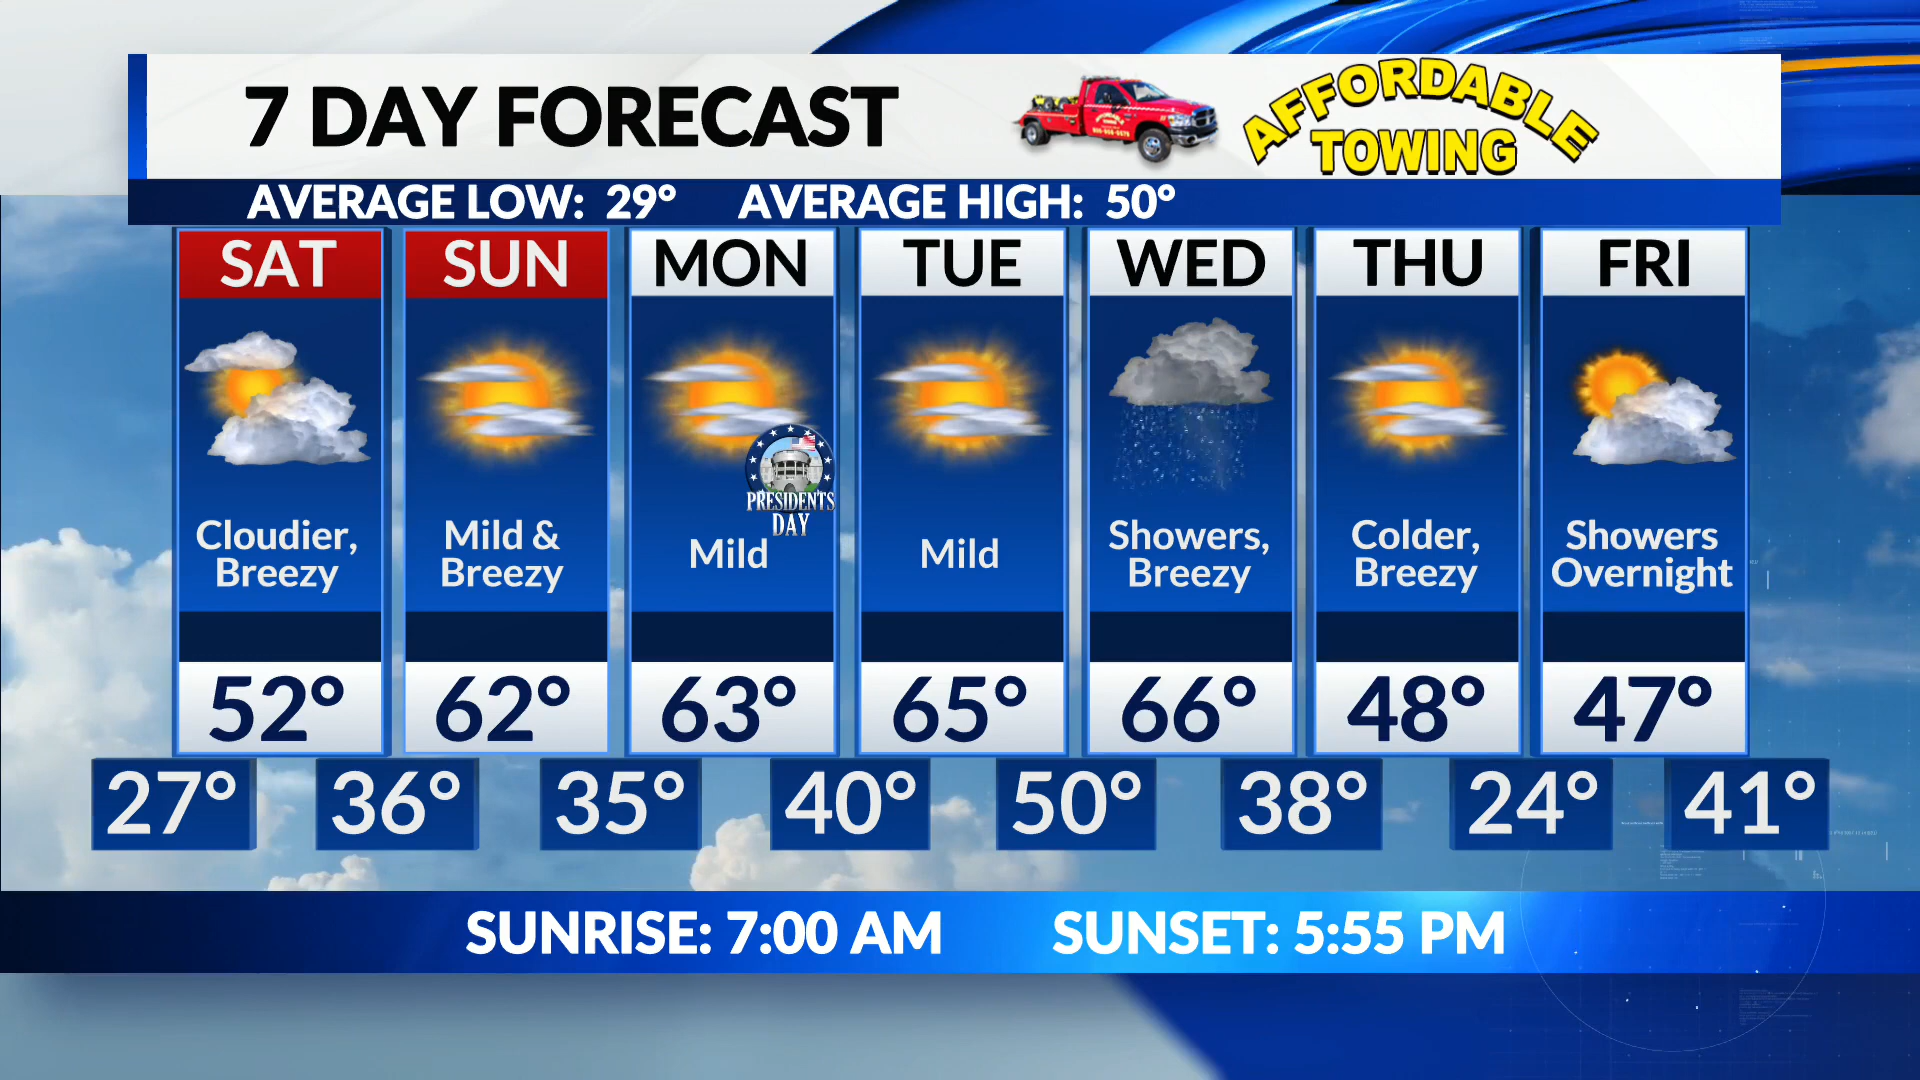 7 DAY FORECAST
AFFORDABLE
TOWING
AVERAGE LOW: 29° AVERAGE HIGH: 50°
SAT SUN MON TUE WED THU FRI
PRESIDENTS
DAY
Cloudier,
Breezy
Mild &
Breezy
Mild
Mild
Showers,
Breezy
Colder,
Breezy
Showers
Overnight
52° 62° 63° 65° 66° 48° 47°
27° 36° 35° 40° 50° 38° 24° 41°
SUNRISE: 7:00 AM SUNSET: 5:55 PM